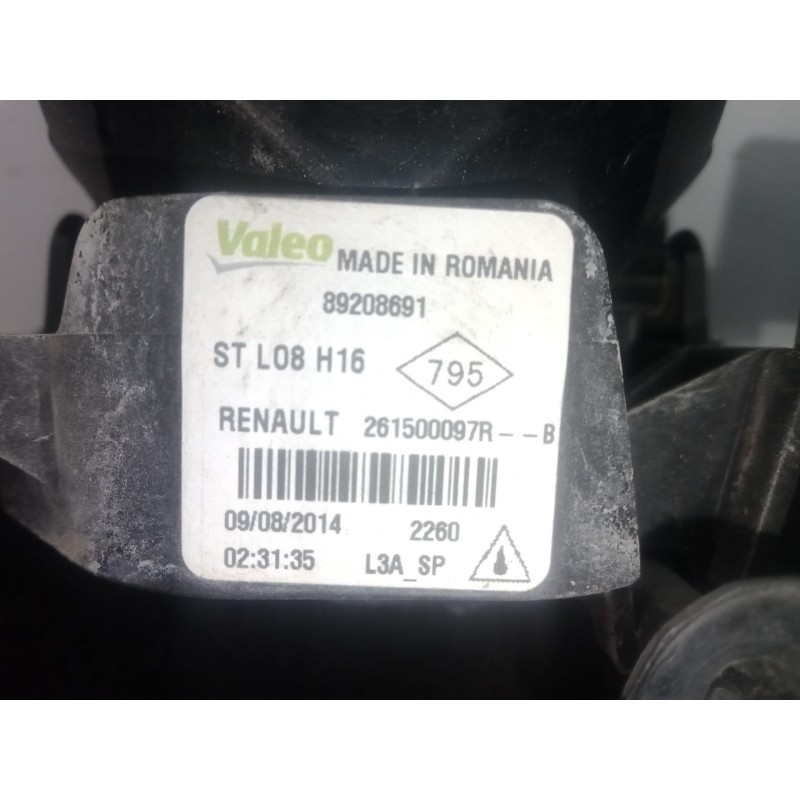 Valeo MADE IN ROMANIA
89208691
ST L08 H16 795
RENAULT 261500097R--B
09/08/2014 2260
02:31:35 L3A_SP